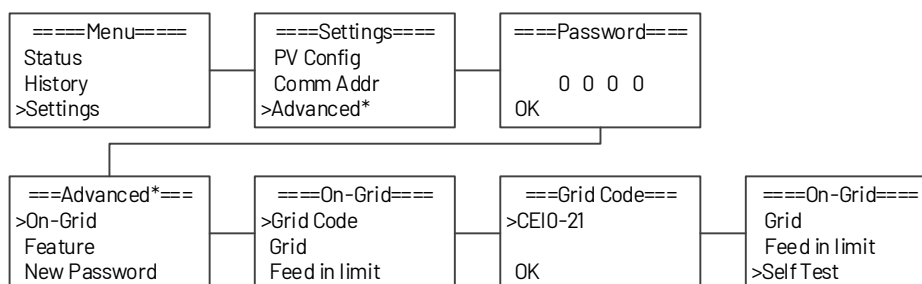 =====Menu=====
Status
History
>Settings
====Settings====
PV Config
Comm Addr
>Advanced*
====Password====
0 0 0 0
OK
===Advanced*===
>On-Grid
Feature
New Password
====On-Grid====
>Grid Code
Grid
Feed in limit
===Grid Code===
>CEI0-21
OK
====On-Grid====
Grid
Feed in limit
>Self Test